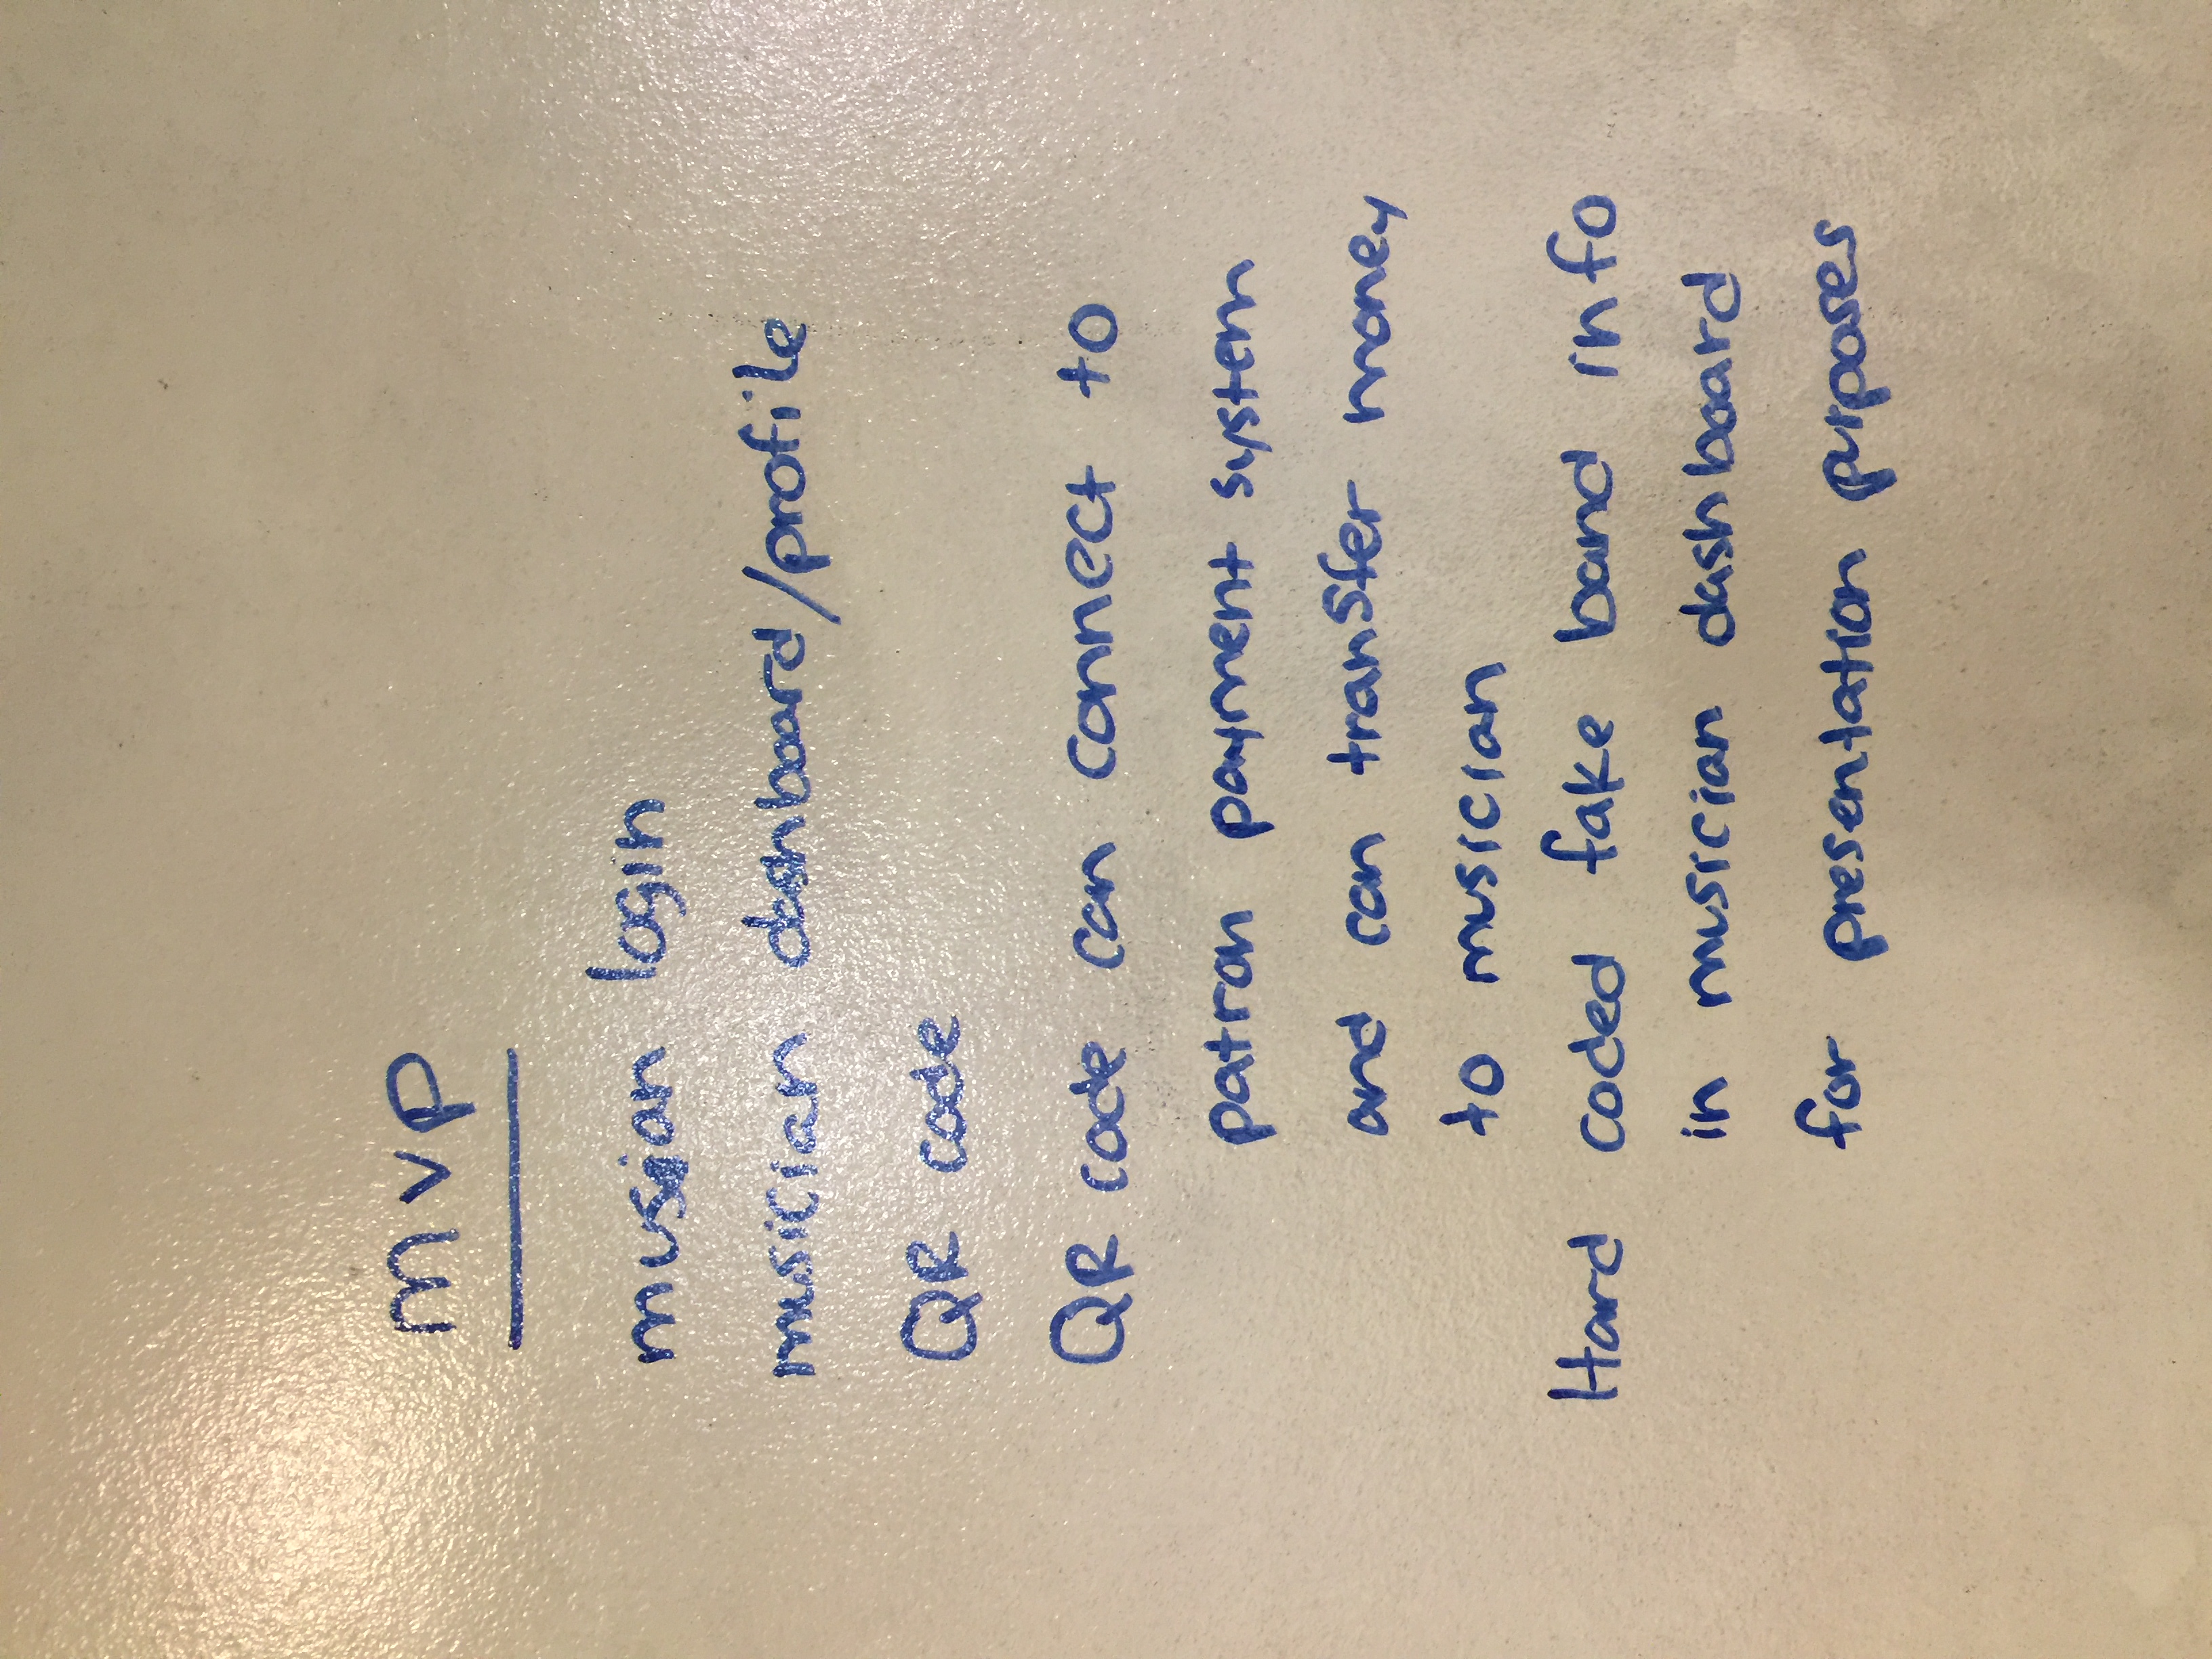 mvp
musian login
musician dashboard/profile
QR code
QR code can connect to
patron payment system
and can transfer money
to musician
Hard coded fake band info
in musician dashboard
for presentation purposes